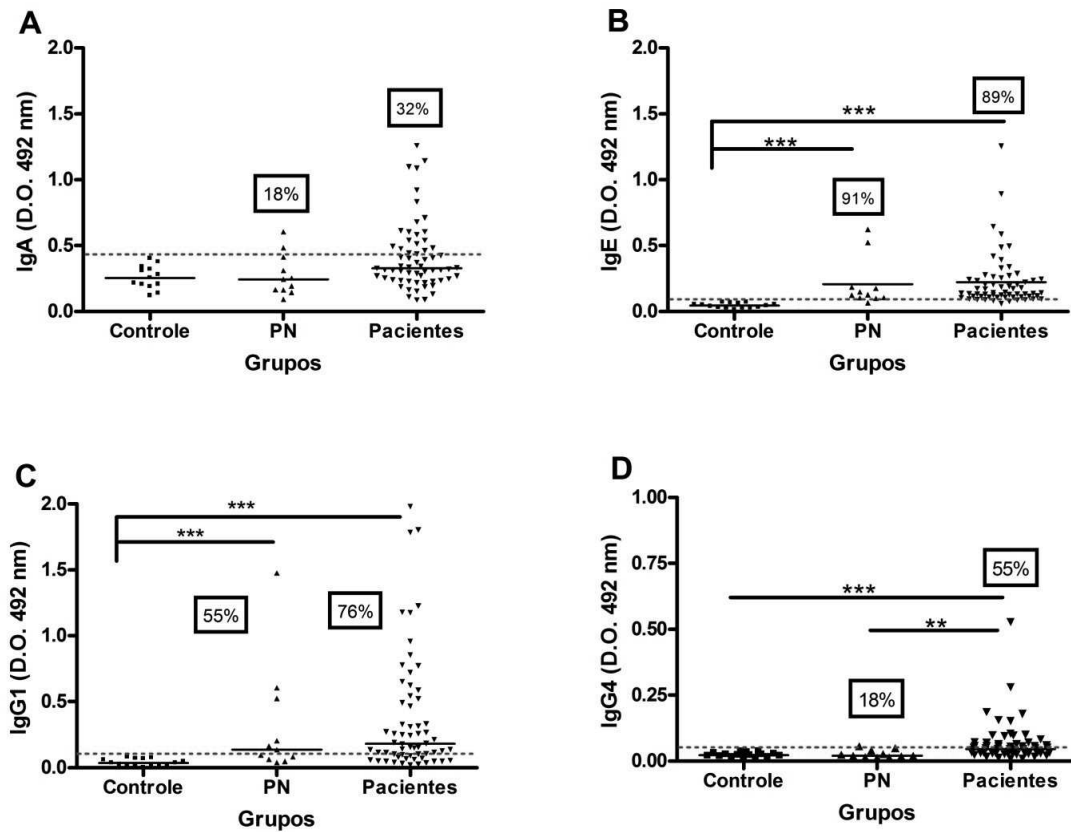 A
IgA (D.O. 492 nm)
2.0
1.5
1.0
0.5
0.0
18%
32%
Controle PN Pacientes
Grupos
B
IgE (D.O. 492 nm)
2.0
1.5
1.0
0.5
0.0
***
***
91%
89%
Controle PN Pacientes
Grupos
C
IgG1 (D.O. 492 nm)
2.0
1.5
1.0
0.5
0.0
***
***
55%
76%
Controle PN Pacientes
Grupos
D
IgG4 (D.O. 492 nm)
1.00
0.75
0.50
0.25
0.00
55%
***
**
18%
Controle PN Pacientes
Grupos